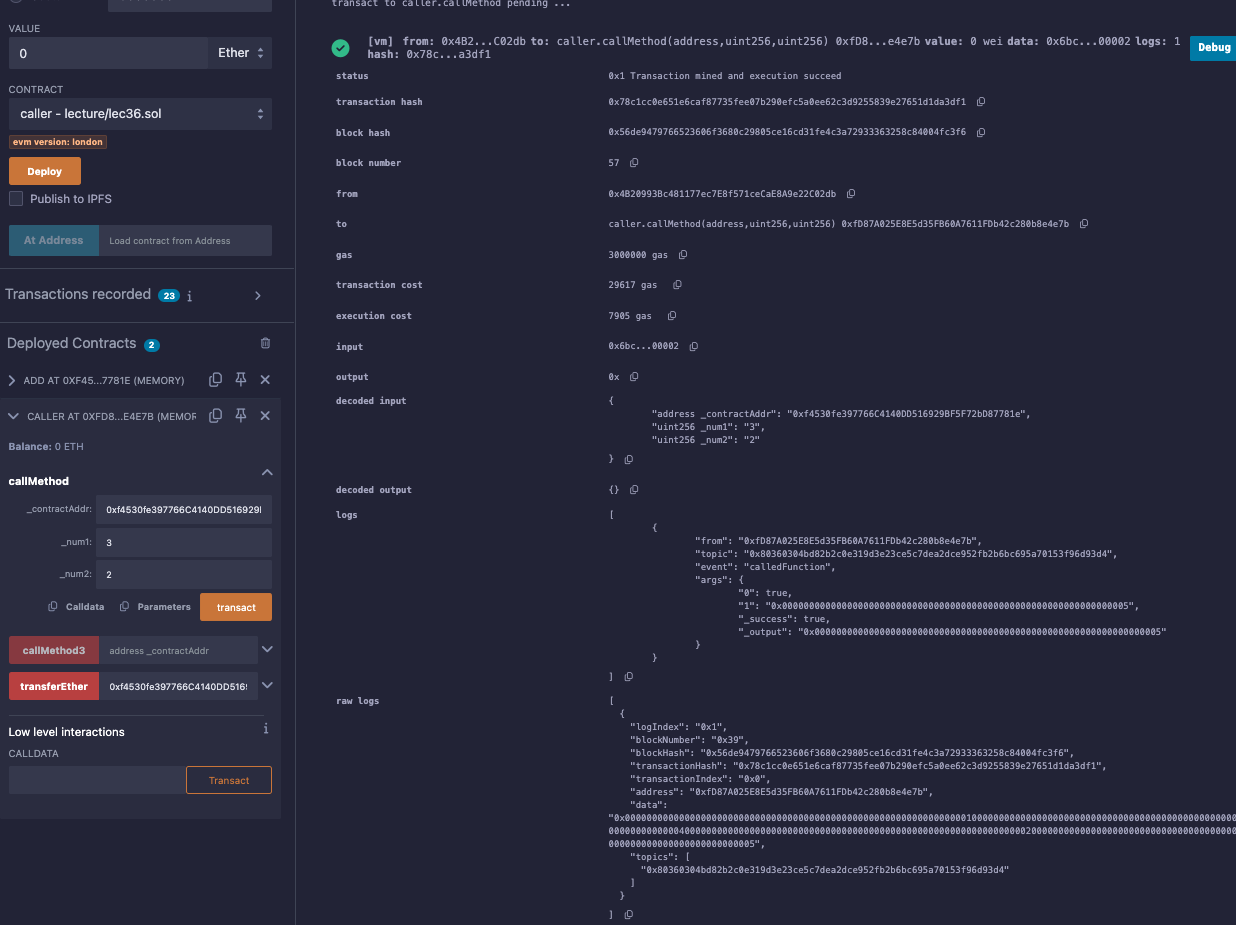 VALUE
0
Ether
CONTRACT
caller - lecture/lec36.sol
evm version: london
Deploy
Publish to IPFS
At Address
Load contract from Address
Transactions recorded 23 i
Deployed Contracts 2
ADD AT 0XF45...7781E (MEMORY)
CALLER AT 0XFD8...E4E7B (MEMOR
Balance: 0 ETH
callMethod
_contractAddr: 0xf4530fe397766C4140DD516929
_num1: 3
_num2: 2
Calldata Parameters transact
callMethod3 address _contractAddr
transferEther 0xf4530fe397766C4140DD516
Low level interactions i
CALLDATA
Transact
transact to caller.callMethod pending ...
[vm] from: 0x4B2...C02db to: caller.callMethod(address,uint256,uint256) 0xfD8...e4e7b value: 0 wei data: 0x6bc...00002 logs: 1
hash: 0x78c...a3df1
Debug
status 0x1 Transaction mined and execution succeed
transaction hash 0x78c1cc0e651e6caf87735fee07b290efc5a0ee62c3d9255839e27651d1da3df1
block hash 0x56de9479766523606f3680c29805ce16cd31fe4c3a72933363258c84004fc3f6
block number 57
from 0x4B20993Bc481177ec7E8f571ceCaE8A9e22C02db
to caller.callMethod(address,uint256,uint256) 0xfD87A025E8E5d35FB60A7611FDb42c280b8e4e7b
gas 3000000 gas
transaction cost 29617 gas
execution cost 7905 gas
input 0x6bc...00002
output 0x
decoded input {
"address _contractAddr": "0xf4530fe397766C4140DD516929BF5F72bD87781e",
"uint256 _num1": "3",
"uint256 _num2": "2"
}
decoded output {}
logs [
{
"from": "0xfD87A025E8E5d35FB60A7611FDb42c280b8e4e7b",
"topic": "0x80360304bd82b2c0e319d3e23ce5c7dea2dce952fb2b6bc695a70153f96d93d4",
"event": "calledFunction",
"args": {
"0": true,
"1": "0x0000000000000000000000000000000000000000000000000000000000000005",
"_success": true,
"_output": "0x0000000000000000000000000000000000000000000000000000000000000005"
}
}
]
raw logs [
{
"logIndex": "0x1",
"blockNumber": "0x39",
"blockHash": "0x56de9479766523606f3680c29805ce16cd31fe4c3a72933363258c84004fc3f6",
"transactionHash": "0x78c1cc0e651e6caf87735fee07b290efc5a0ee62c3d9255839e27651d1da3df1",
"transactionIndex": "0x0",
"address": "0xfD87A025E8E5d35FB60A7611FDb42c280b8e4e7b",
"data":
"topics": [
"0x80360304bd82b2c0e319d3e23ce5c7dea2dce952fb2b6bc695a70153f96d93d4"
]
}
]